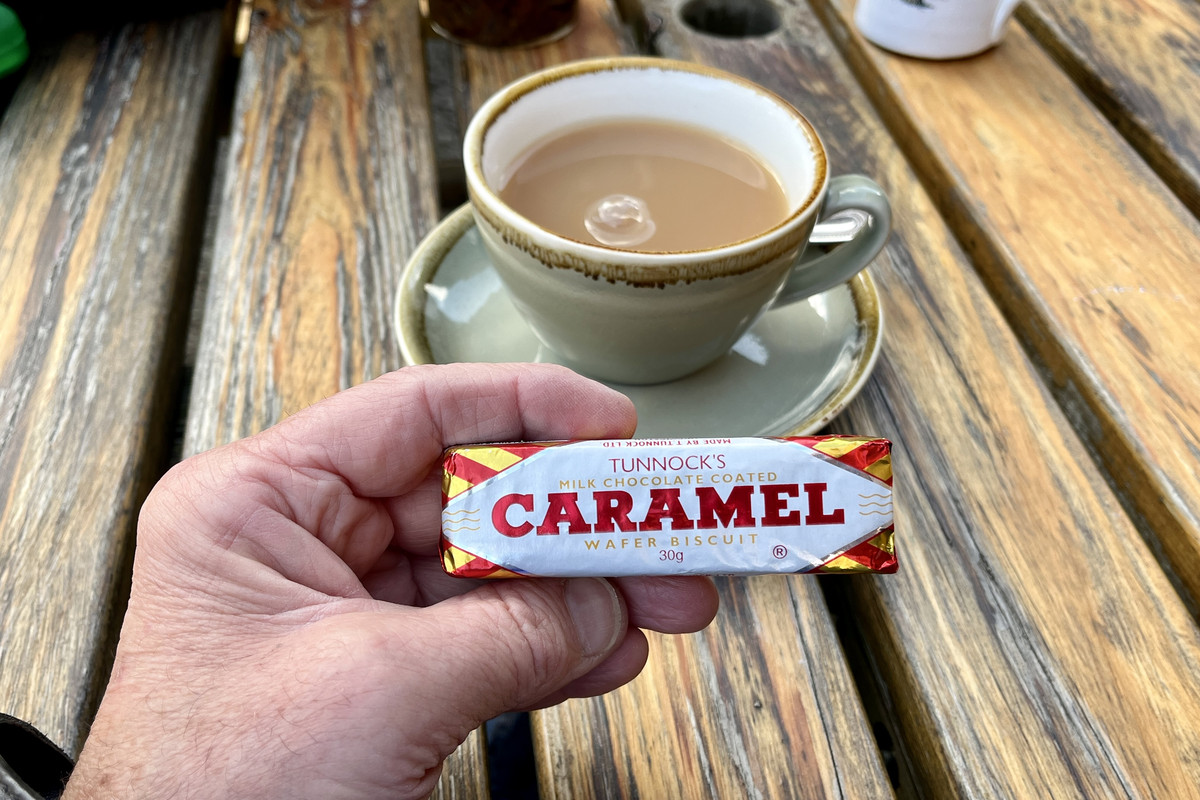 MADE BY T. TUNNOCK LTD
TUNNOCK'S
MILK CHOCOLATE COATED
CARAMEL
WAFER BISCUIT
30g
®